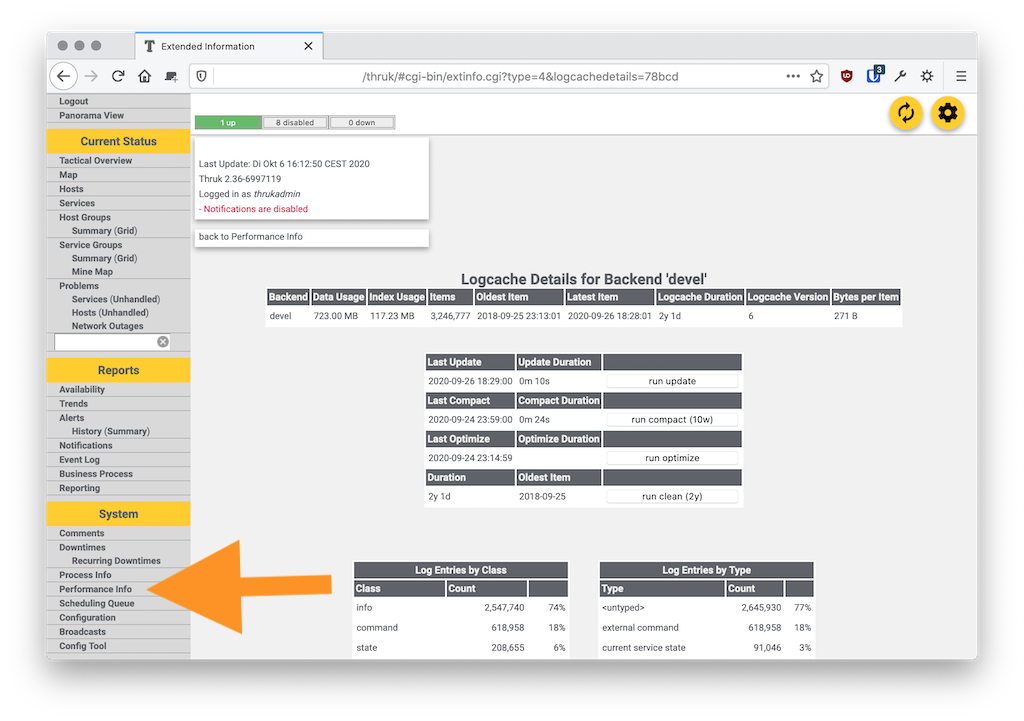 Extended Information
/thruk/#cgi-bin/extinfo.cgi?type=4&logcachedetails=78bcd
3
Logout
Panorama View
Current Status
Tactical Overview
Map
Hosts
Services
Host Groups
Summary (Grid)
Service Groups
Summary (Grid)
Mine Map
Problems
Services (Unhandled)
Hosts (Unhandled)
Network Outages
Reports
Availability
Trends
Alerts
History (Summary)
Notifications
Event Log
Business Process
Reporting
System
Comments
Downtimes
Recurring Downtimes
Process Info
Performance Info
Scheduling Queue
Configuration
Broadcasts
Config Tool
1 up 8 disabled 0 down
Last Update: Di Okt 6 16:12:50 CEST 2020
Thruk 2.36-6997119
Logged in as thrukadmin
- Notifications are disabled
back to Performance Info
Logcache Details for Backend 'devel'
Backend Data Usage Index Usage Items Oldest Item Latest Item Logcache Duration Logcache Version Bytes per Item
devel 723.00 MB 117.23 MB 3,246,777 2018-09-25 23:13:01 2020-09-26 18:28:01 2y 1d 6 271 B
Last Update Update Duration
2020-09-26 18:29:00 0m 10s run update
Last Compact Compact Duration
2020-09-24 23:59:00 0m 24s run compact (10w)
Last Optimize Optimize Duration
2020-09-24 23:14:59 run optimize
Duration Oldest Item
2y 1d 2018-09-25 run clean (2y)
Log Entries by Class
Class Count
info 2,547,740 74%
command 618,958 18%
state 208,655 6%
Log Entries by Type
Type Count
<untyped> 2,645,930 77%
external command 618,958 18%
current service state 91,046 3%